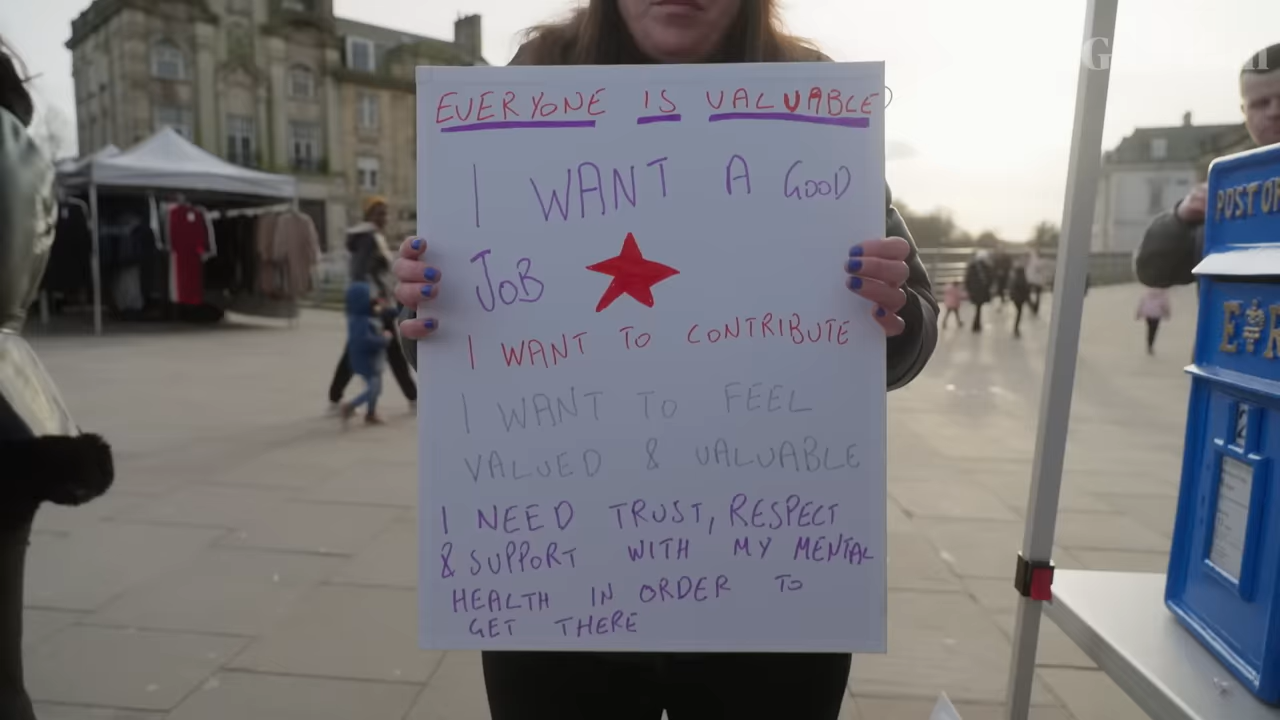 EVERYONE IS VALUABLE
I WANT A GOOD
JOB
I WANT TO CONTRIBUTE
I WANT TO FEEL
VALUED & VALUABLE
I NEED TRUST, RESPECT
& SUPPORT WITH MY MENTAL
HEALTH IN ORDER TO
GET THERE
POST OF
E R